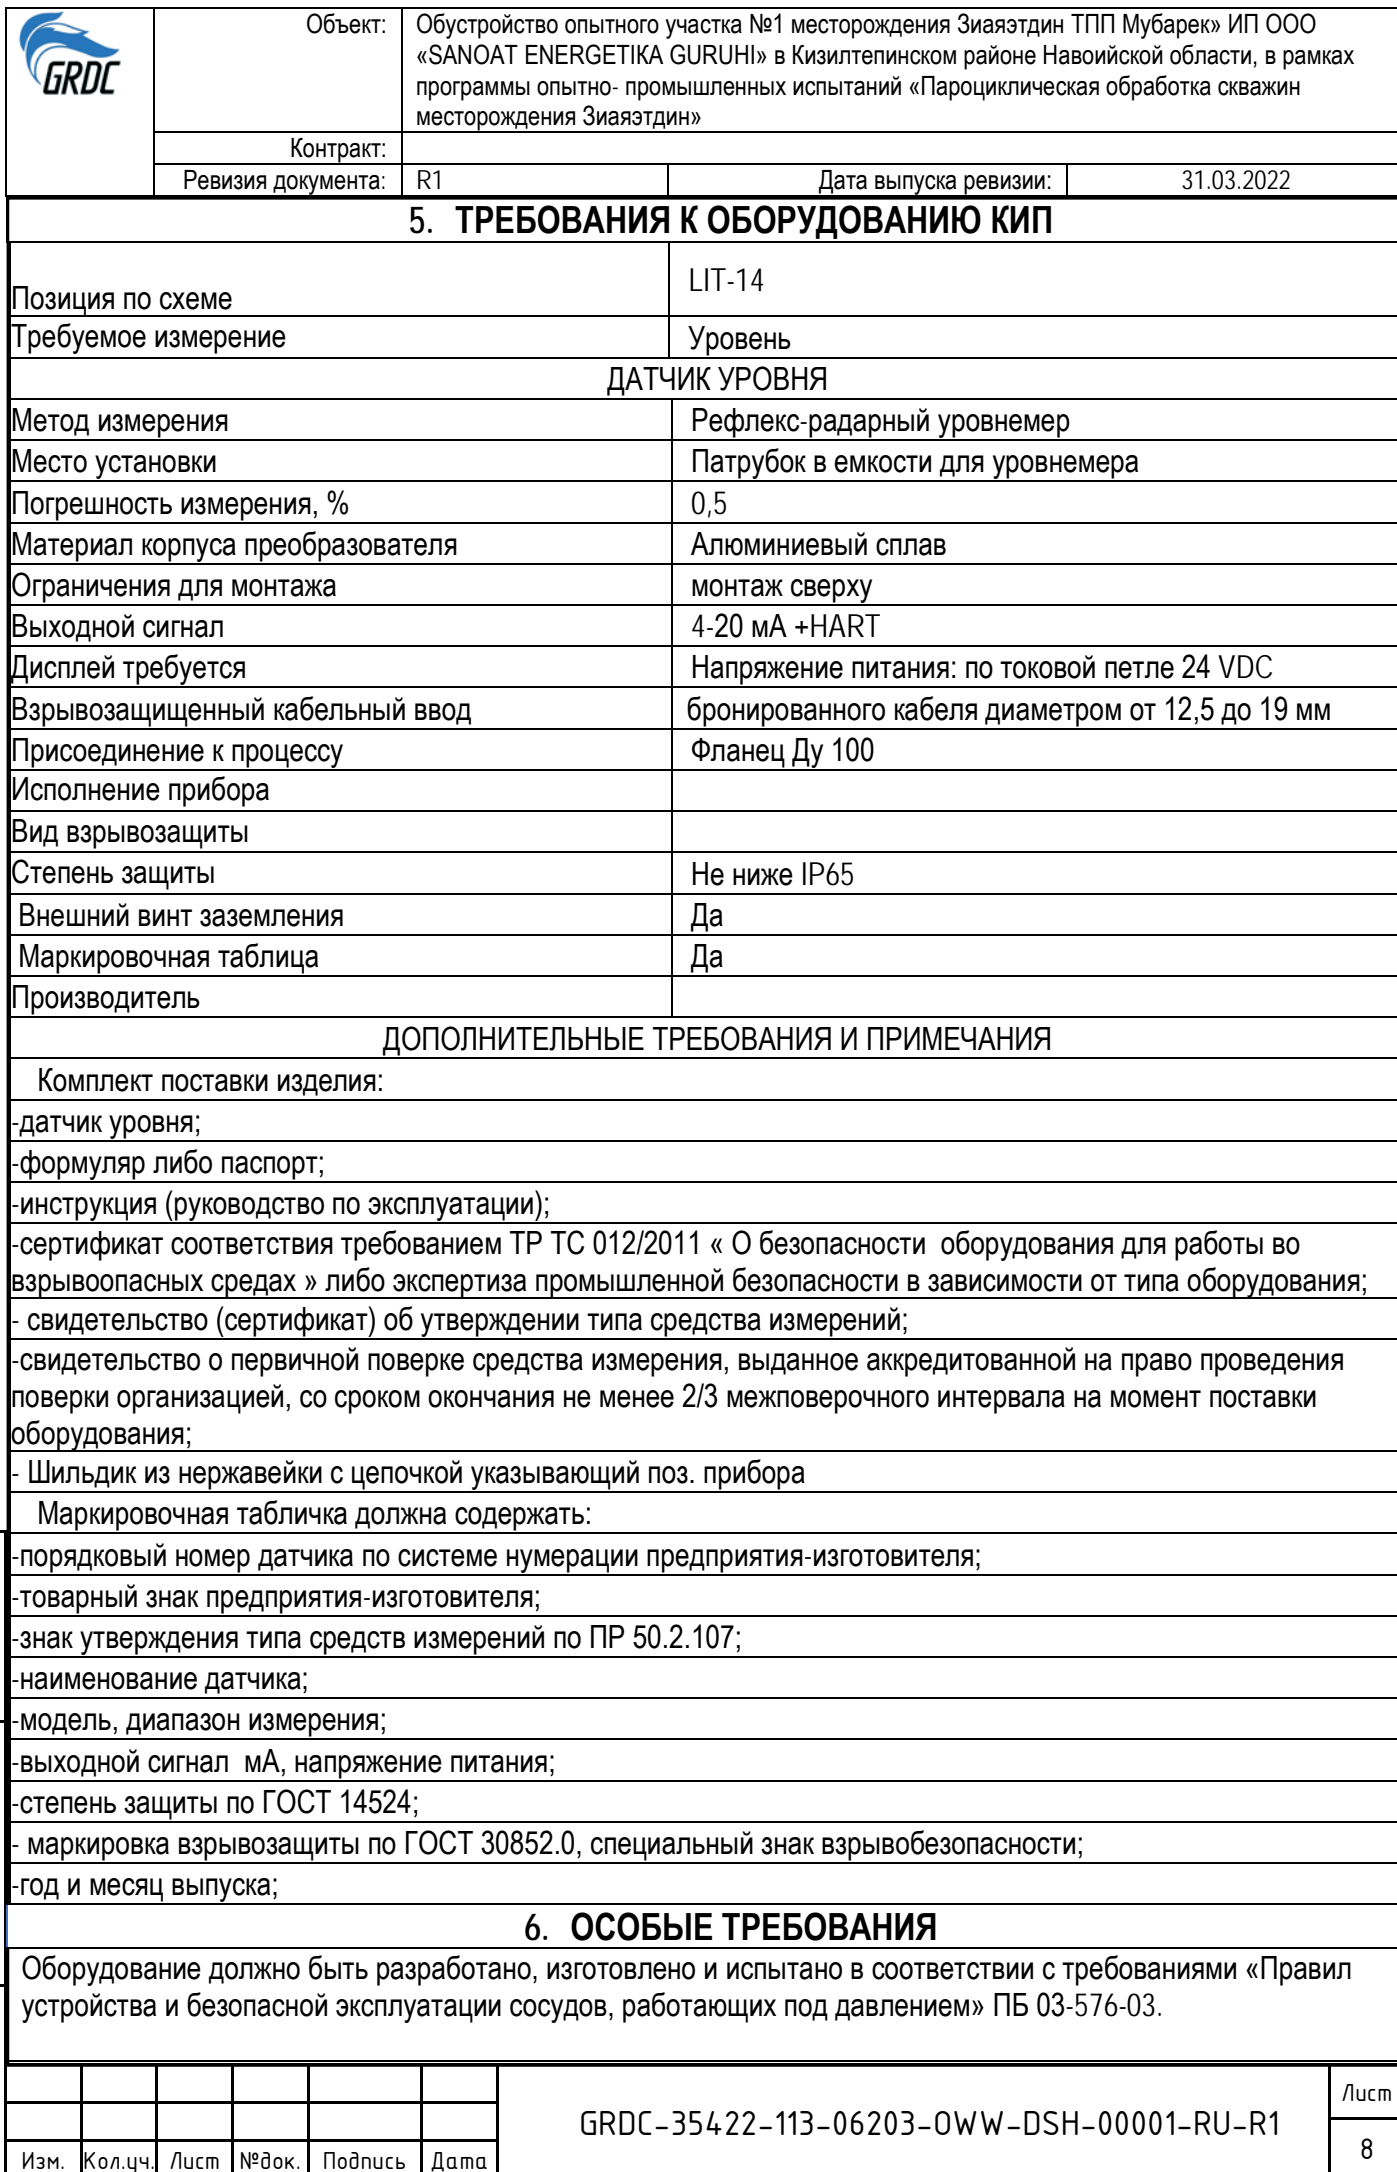 GRDC
Объект:
Обустройство опытного участка №1 месторождения Зиаяэтдин ТПП Мубарек» ИП ООО
«SANOAT ENERGETIKA GURUHI» в Кизилтепинском районе Навоийской области, в рамках
программы опытно- промышленных испытаний «Пароциклическая обработка скважин
месторождения Зиаяэтдин»
Контракт:
Ревизия документа: R1 Дата выпуска ревизии: 31.03.2022
5. ТРЕБОВАНИЯ К ОБОРУДОВАНИЮ КИП
Позиция по схеме LIT-14
Требуемое измерение Уровень
ДАТЧИК УРОВНЯ
Метод измерения Рефлекс-радарный уровнемер
Место установки Патрубок в емкости для уровнемера
Погрешность измерения, % 0,5
Материал корпуса преобразователя Алюминиевый сплав
Ограничения для монтажа монтаж сверху
Выходной сигнал 4-20 мА +HART
Дисплей требуется Напряжение питания: по токовой петле 24 VDC
Взрывозащищенный кабельный ввод бронированного кабеля диаметром от 12,5 до 19 мм
Присоединение к процессу Фланец Ду 100
Исполнение прибора
Вид взрывозащиты
Степень защиты Не ниже IP65
Внешний винт заземления Да
Маркировочная таблица Да
Производитель
ДОПОЛНИТЕЛЬНЫЕ ТРЕБОВАНИЯ И ПРИМЕЧАНИЯ
Комплект поставки изделия:
-датчик уровня;
-формуляр либо паспорт;
-инструкция (руководство по эксплуатации);
-сертификат соответствия требованием ТР ТС 012/2011 « О безопасности оборудования для работы во
взрывоопасных средах » либо экспертиза промышленной безопасности в зависимости от типа оборудования;
- свидетельство (сертификат) об утверждении типа средства измерений;
-свидетельство о первичной поверке средства измерения, выданное аккредитованной на право проведения
поверки организацией, со сроком окончания не менее 2/3 межповерочного интервала на момент поставки
оборудования;
- Шильдик из нержавейки с цепочкой указывающий поз. прибора
Маркировочная табличка должна содержать:
-порядковый номер датчика по системе нумерации предприятия-изготовителя;
-товарный знак предприятия-изготовителя;
-знак утверждения типа средств измерений по ПР 50.2.107;
-наименование датчика;
-модель, диапазон измерения;
-выходной сигнал мА, напряжение питания;
-степень защиты по ГОСТ 14524;
- маркировка взрывозащиты по ГОСТ 30852.0, специальный знак взрывобезопасности;
-год и месяц выпуска;
6. ОСОБЫЕ ТРЕБОВАНИЯ
Оборудование должно быть разработано, изготовлено и испытано в соответствии с требованиями «Правил
устройства и безопасной эксплуатации сосудов, работающих под давлением» ПБ 03-576-03.
Изм. Кол.уч. Лист №док. Подпись Дата
GRDC-35422-113-06203-OWW-DSH-00001-RU-R1
Лист
8